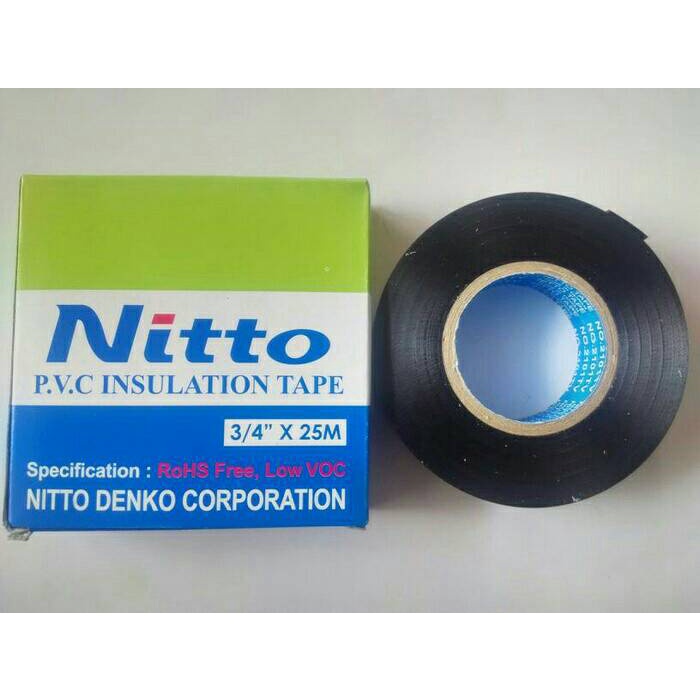 Nitto
P.V.C INSULATION TAPE
3/4" X 25M
Specification : RoHS Free, Low VOC
NITTO DENKO CORPORATION